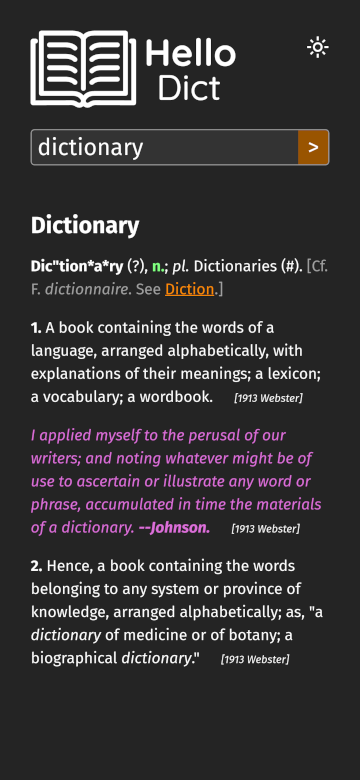 Hello
Dict
dictionary
>
Dictionary
Dic"tion*a*ry (?), n.; pl. Dictionaries (#). [Cf.
F. dictionnaire. See Diction.]
1. A book containing the words of a
language, arranged alphabetically, with
explanations of their meanings; a lexicon;
a vocabulary; a wordbook. [1913 Webster]
I applied myself to the perusal of our
writers; and noting whatever might be of
use to ascertain or illustrate any word or
phrase, accumulated in time the materials
of a dictionary. --Johnson. [1913 Webster]
2. Hence, a book containing the words
belonging to any system or province of
knowledge, arranged alphabetically; as, "a
dictionary of medicine or of botany; a
biographical dictionary." [1913 Webster]